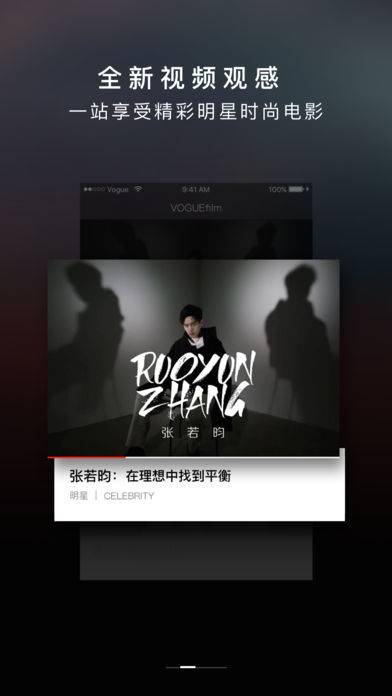 全新视频观感
一站享受精彩明星时尚电影
Vogue 9:41 AM 100%
VOGUEfilm
ROOYUN
ZHANG
张若昀
张若昀：在理想中找到平衡
明星 | CELEBRITY